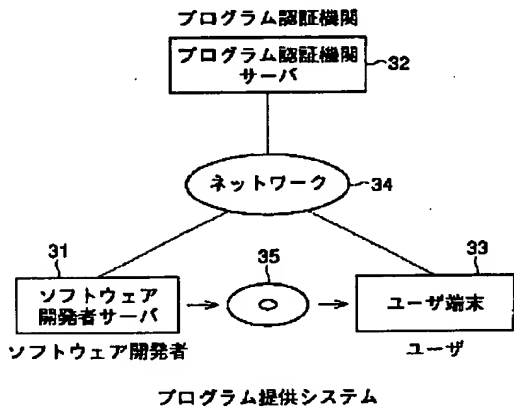 プログラム認証機関
プログラム認証機関
サーバ
32
ネットワーク
34
31
35
33
ソフトウェア
開発者サーバ
ユーザ端末
ソフトウェア開発者
ユーザ
プログラム提供システム